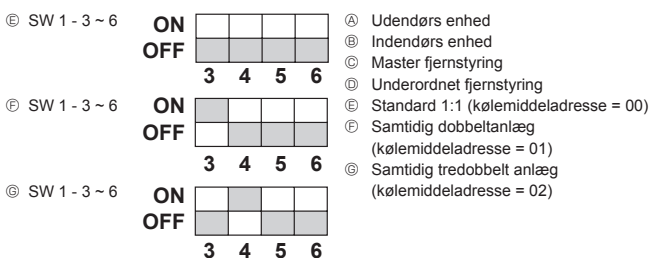 Ⓔ SW 1 - 3 ~ 6
ON
OFF
3 4 5 6
Ⓕ SW 1 - 3 ~ 6
ON
OFF
3 4 5 6
Ⓖ SW 1 - 3 ~ 6
ON
OFF
3 4 5 6
Ⓐ Udendørs enhed
Ⓑ Indendørs enhed
Ⓒ Master fjernstyring
Ⓓ Underordnet fjernstyring
Ⓔ Standard 1:1 (kølemiddeladresse = 00)
Ⓕ Samtidig dobbeltanlæg
(kølemiddeladresse = 01)
Ⓖ Samtidig tredobbelt anlæg
(kølemiddeladresse = 02)